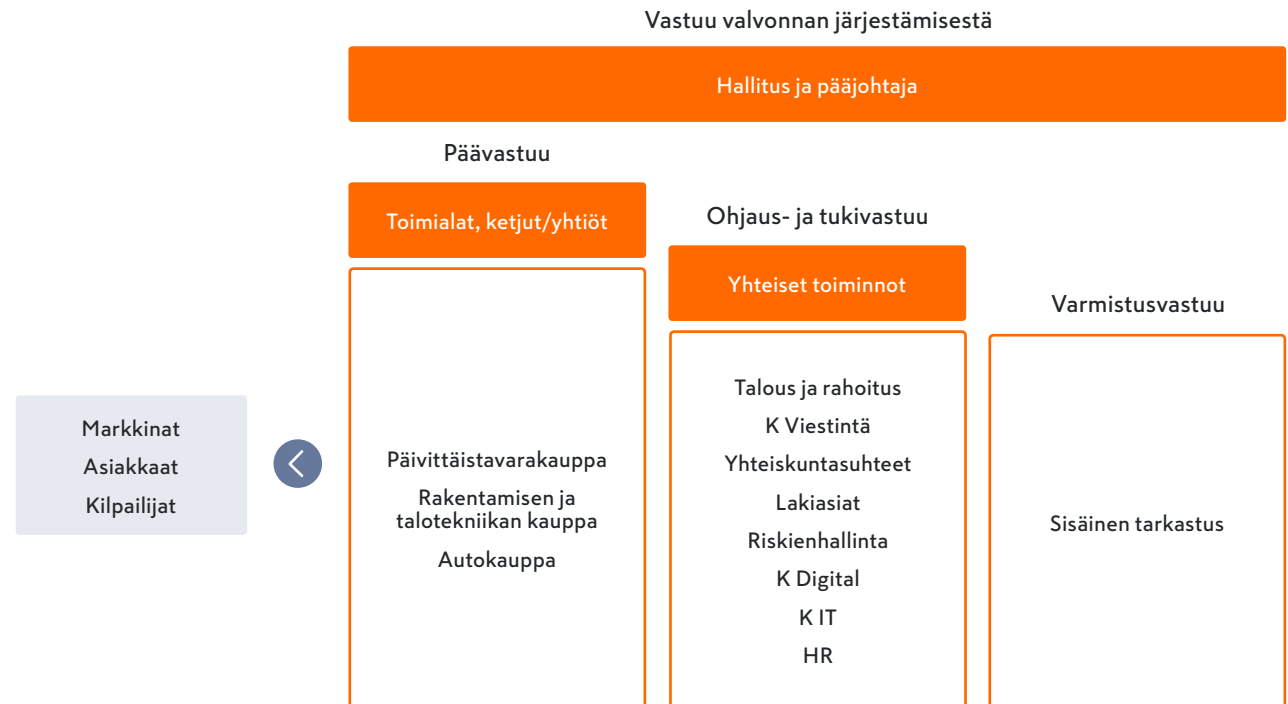 Vastuu valvonnan järjestämisestä
Hallitus ja pääjohtaja
Päävastuu
Toimialat, ketjut/yhtiöt
Ohjaus- ja tukivastuu
Yhteiset toiminnot
Varmistusvastuu
Markkinat
Asiakkaat
Kilpailijat
Päivittäistavarakauppa
Rakentamisen ja
talotekniikan kauppa
Autokauppa
Talous ja rahoitus
K Viestintä
Yhteiskuntasuhteet
Lakiasiat
Riskienhallinta
K Digital
K IT
HR
Sisäinen tarkastus